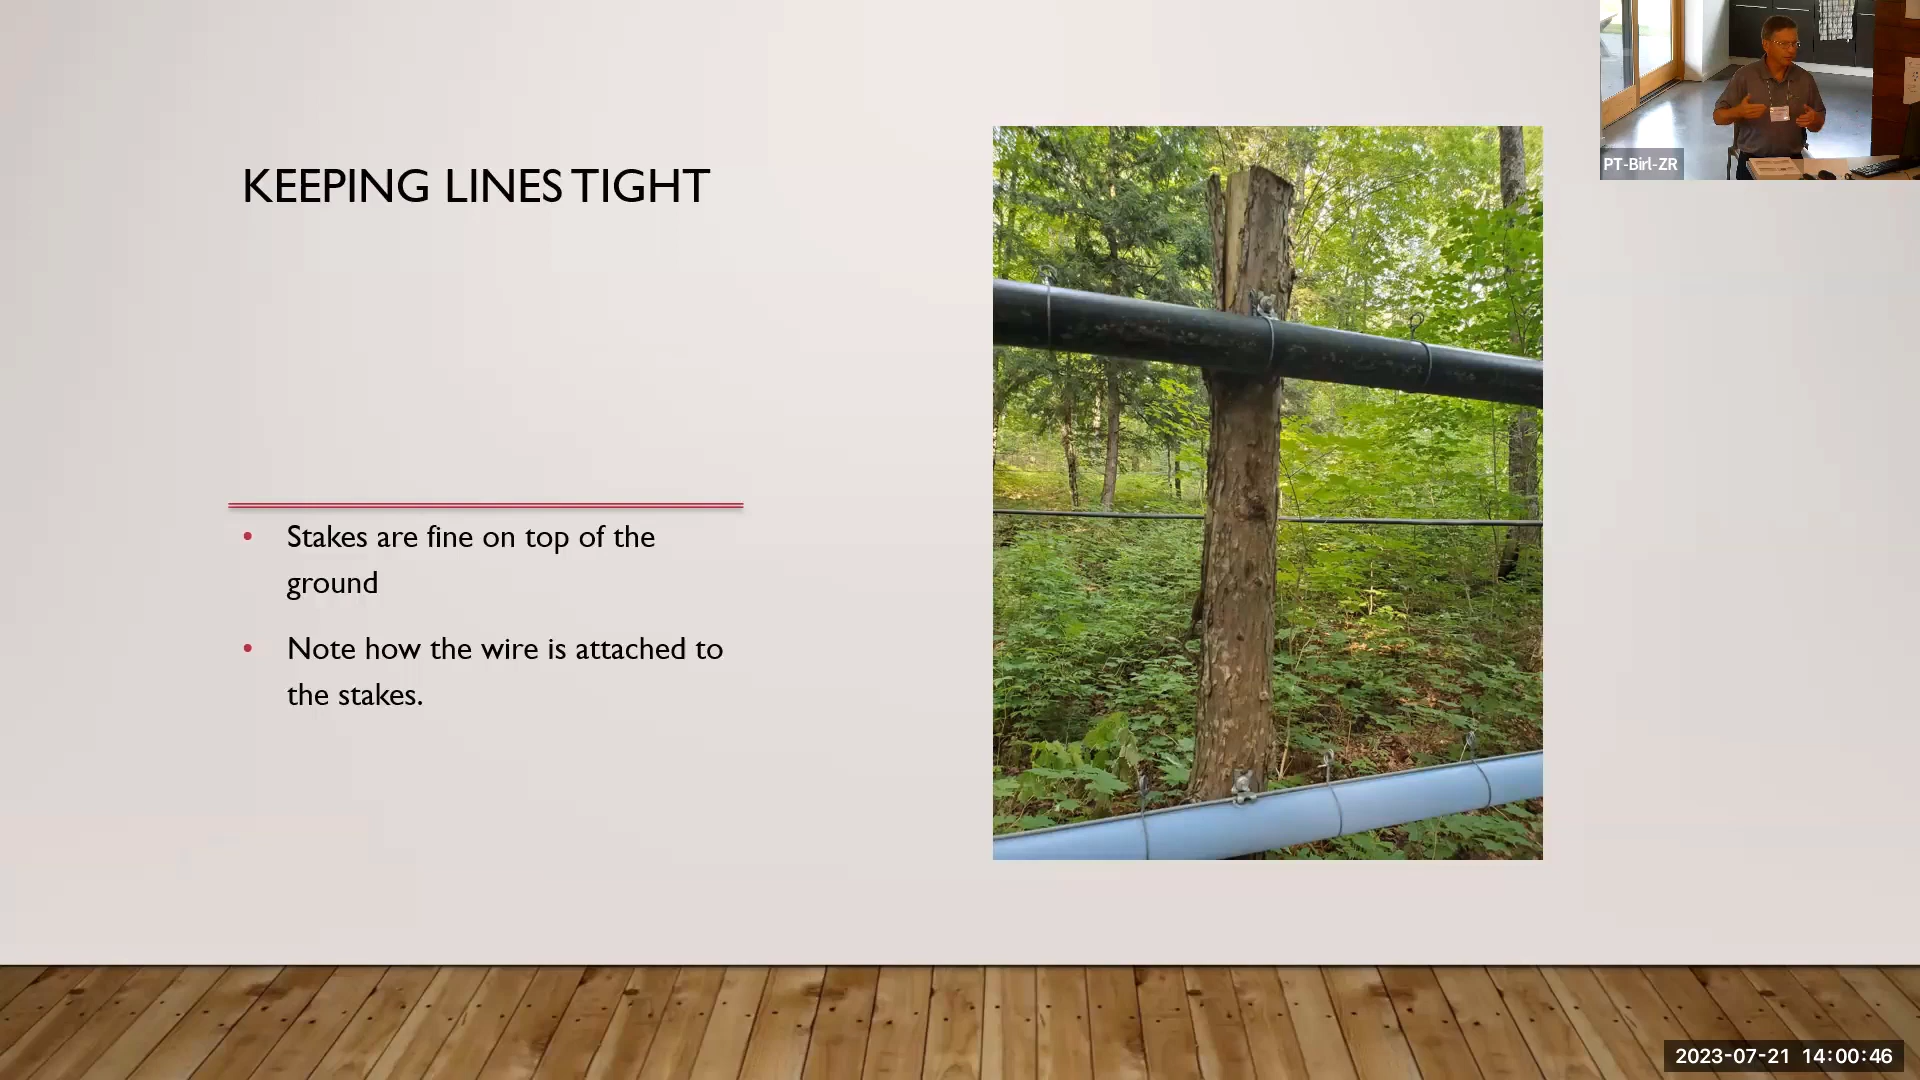 KEEPING LINES TIGHT
• Stakes are fine on top of the
ground
• Note how the wire is attached to
the stakes.
PT-Birl-ZR
2023-07-21 14:00:46